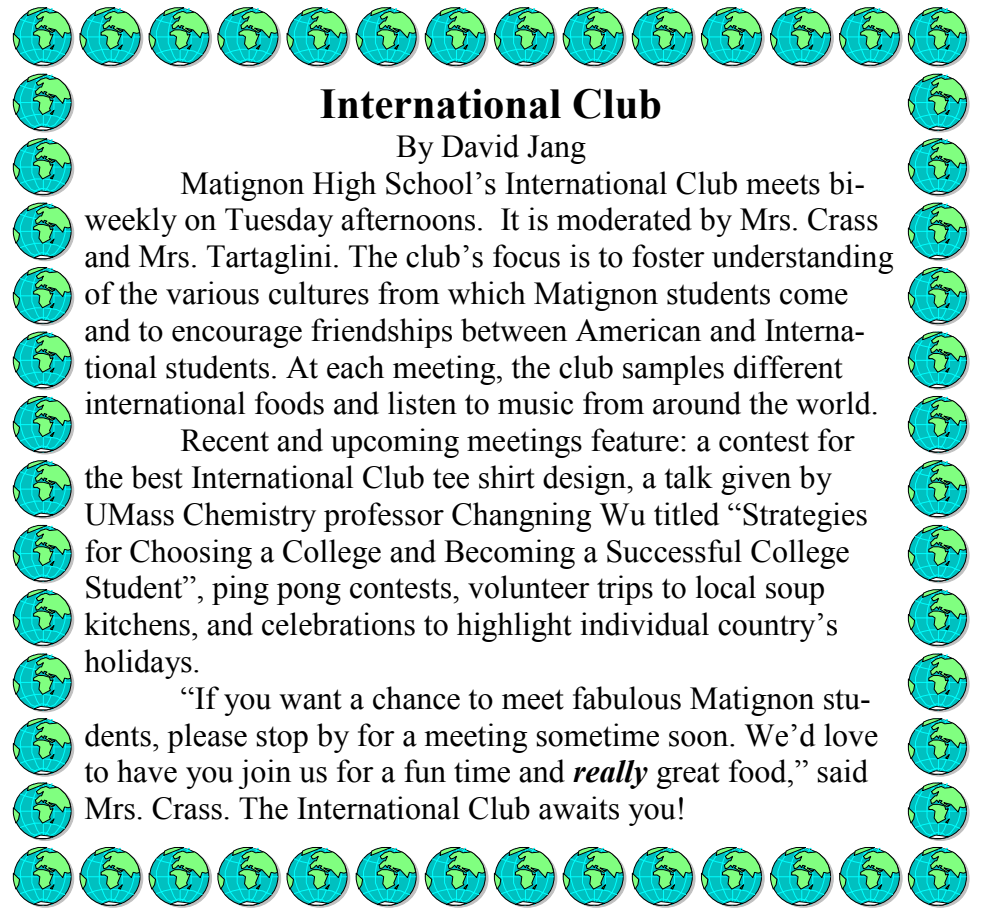 International Club
By David Jang
Matignon High School’s International Club meets bi-
weekly on Tuesday afternoons.  It is moderated by Mrs. Crass
and Mrs. Tartaglini. The club’s focus is to foster understanding
of the various cultures from which Matignon students come
and to encourage friendships between American and Interna-
tional students. At each meeting, the club samples different
international foods and listen to music from around the world.
Recent and upcoming meetings feature: a contest for
the best International Club tee shirt design, a talk given by
UMass Chemistry professor Changning Wu titled “Strategies
for Choosing a College and Becoming a Successful College
Student”, ping pong contests, volunteer trips to local soup
kitchens, and celebrations to highlight individual country’s
holidays.
“If you want a chance to meet fabulous Matignon stu-
dents, please stop by for a meeting sometime soon. We’d love
to have you join us for a fun time and really great food,” said
Mrs. Crass. The International Club awaits you!